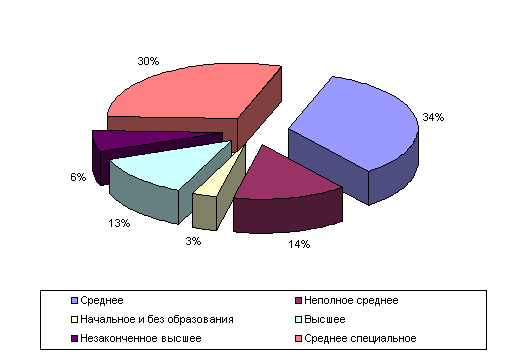 30%
34%
6%
13%
3%
14%
Среднее
Неполное среднее
Начальное и без образования
Высшее
Незаконченное высшее
Среднее специальное